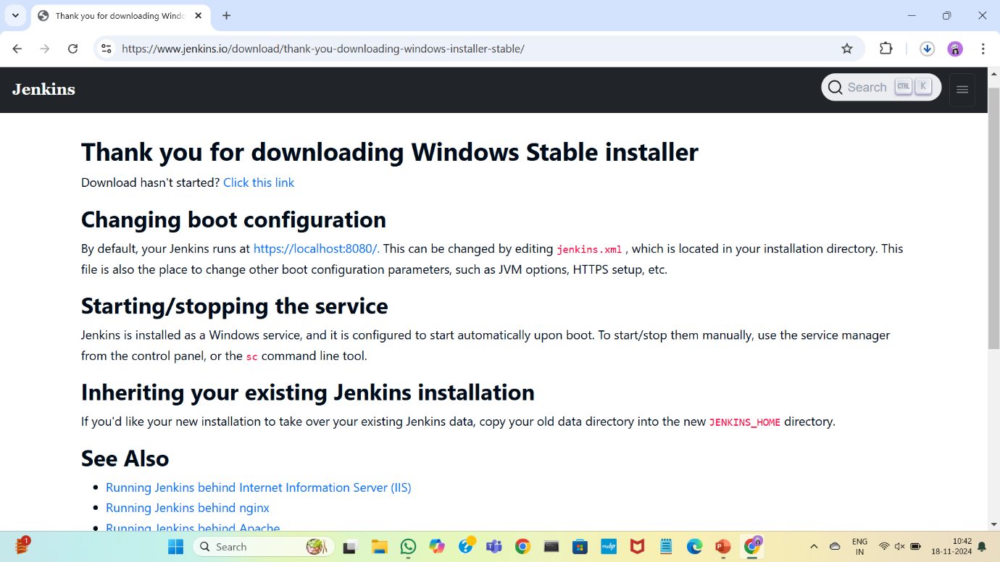 Thank you for downloading Windo
https://www.jenkins.io/download/thank-you-downloading-windows-installer-stable/
Jenkins
Search CTRL K
Thank you for downloading Windows Stable installer
Download hasn't started? Click this link
Changing boot configuration
By default, your Jenkins runs at https://localhost:8080/. This can be changed by editing jenkins.xml , which is located in your installation directory. This
file is also the place to change other boot configuration parameters, such as JVM options, HTTPS setup, etc.
Starting/stopping the service
Jenkins is installed as a Windows service, and it is configured to start automatically upon boot. To start/stop them manually, use the service manager
from the control panel, or the sc command line tool.
Inheriting your existing Jenkins installation
If you'd like your new installation to take over your existing Jenkins data, copy your old data directory into the new JENKINS_HOME directory.
See Also
• Running Jenkins behind Internet Information Server (IIS)
• Running Jenkins behind nginx
• Running Jenkins behind Apache
1
Search
myhp
ENG
IN
10:42
18-11-2024